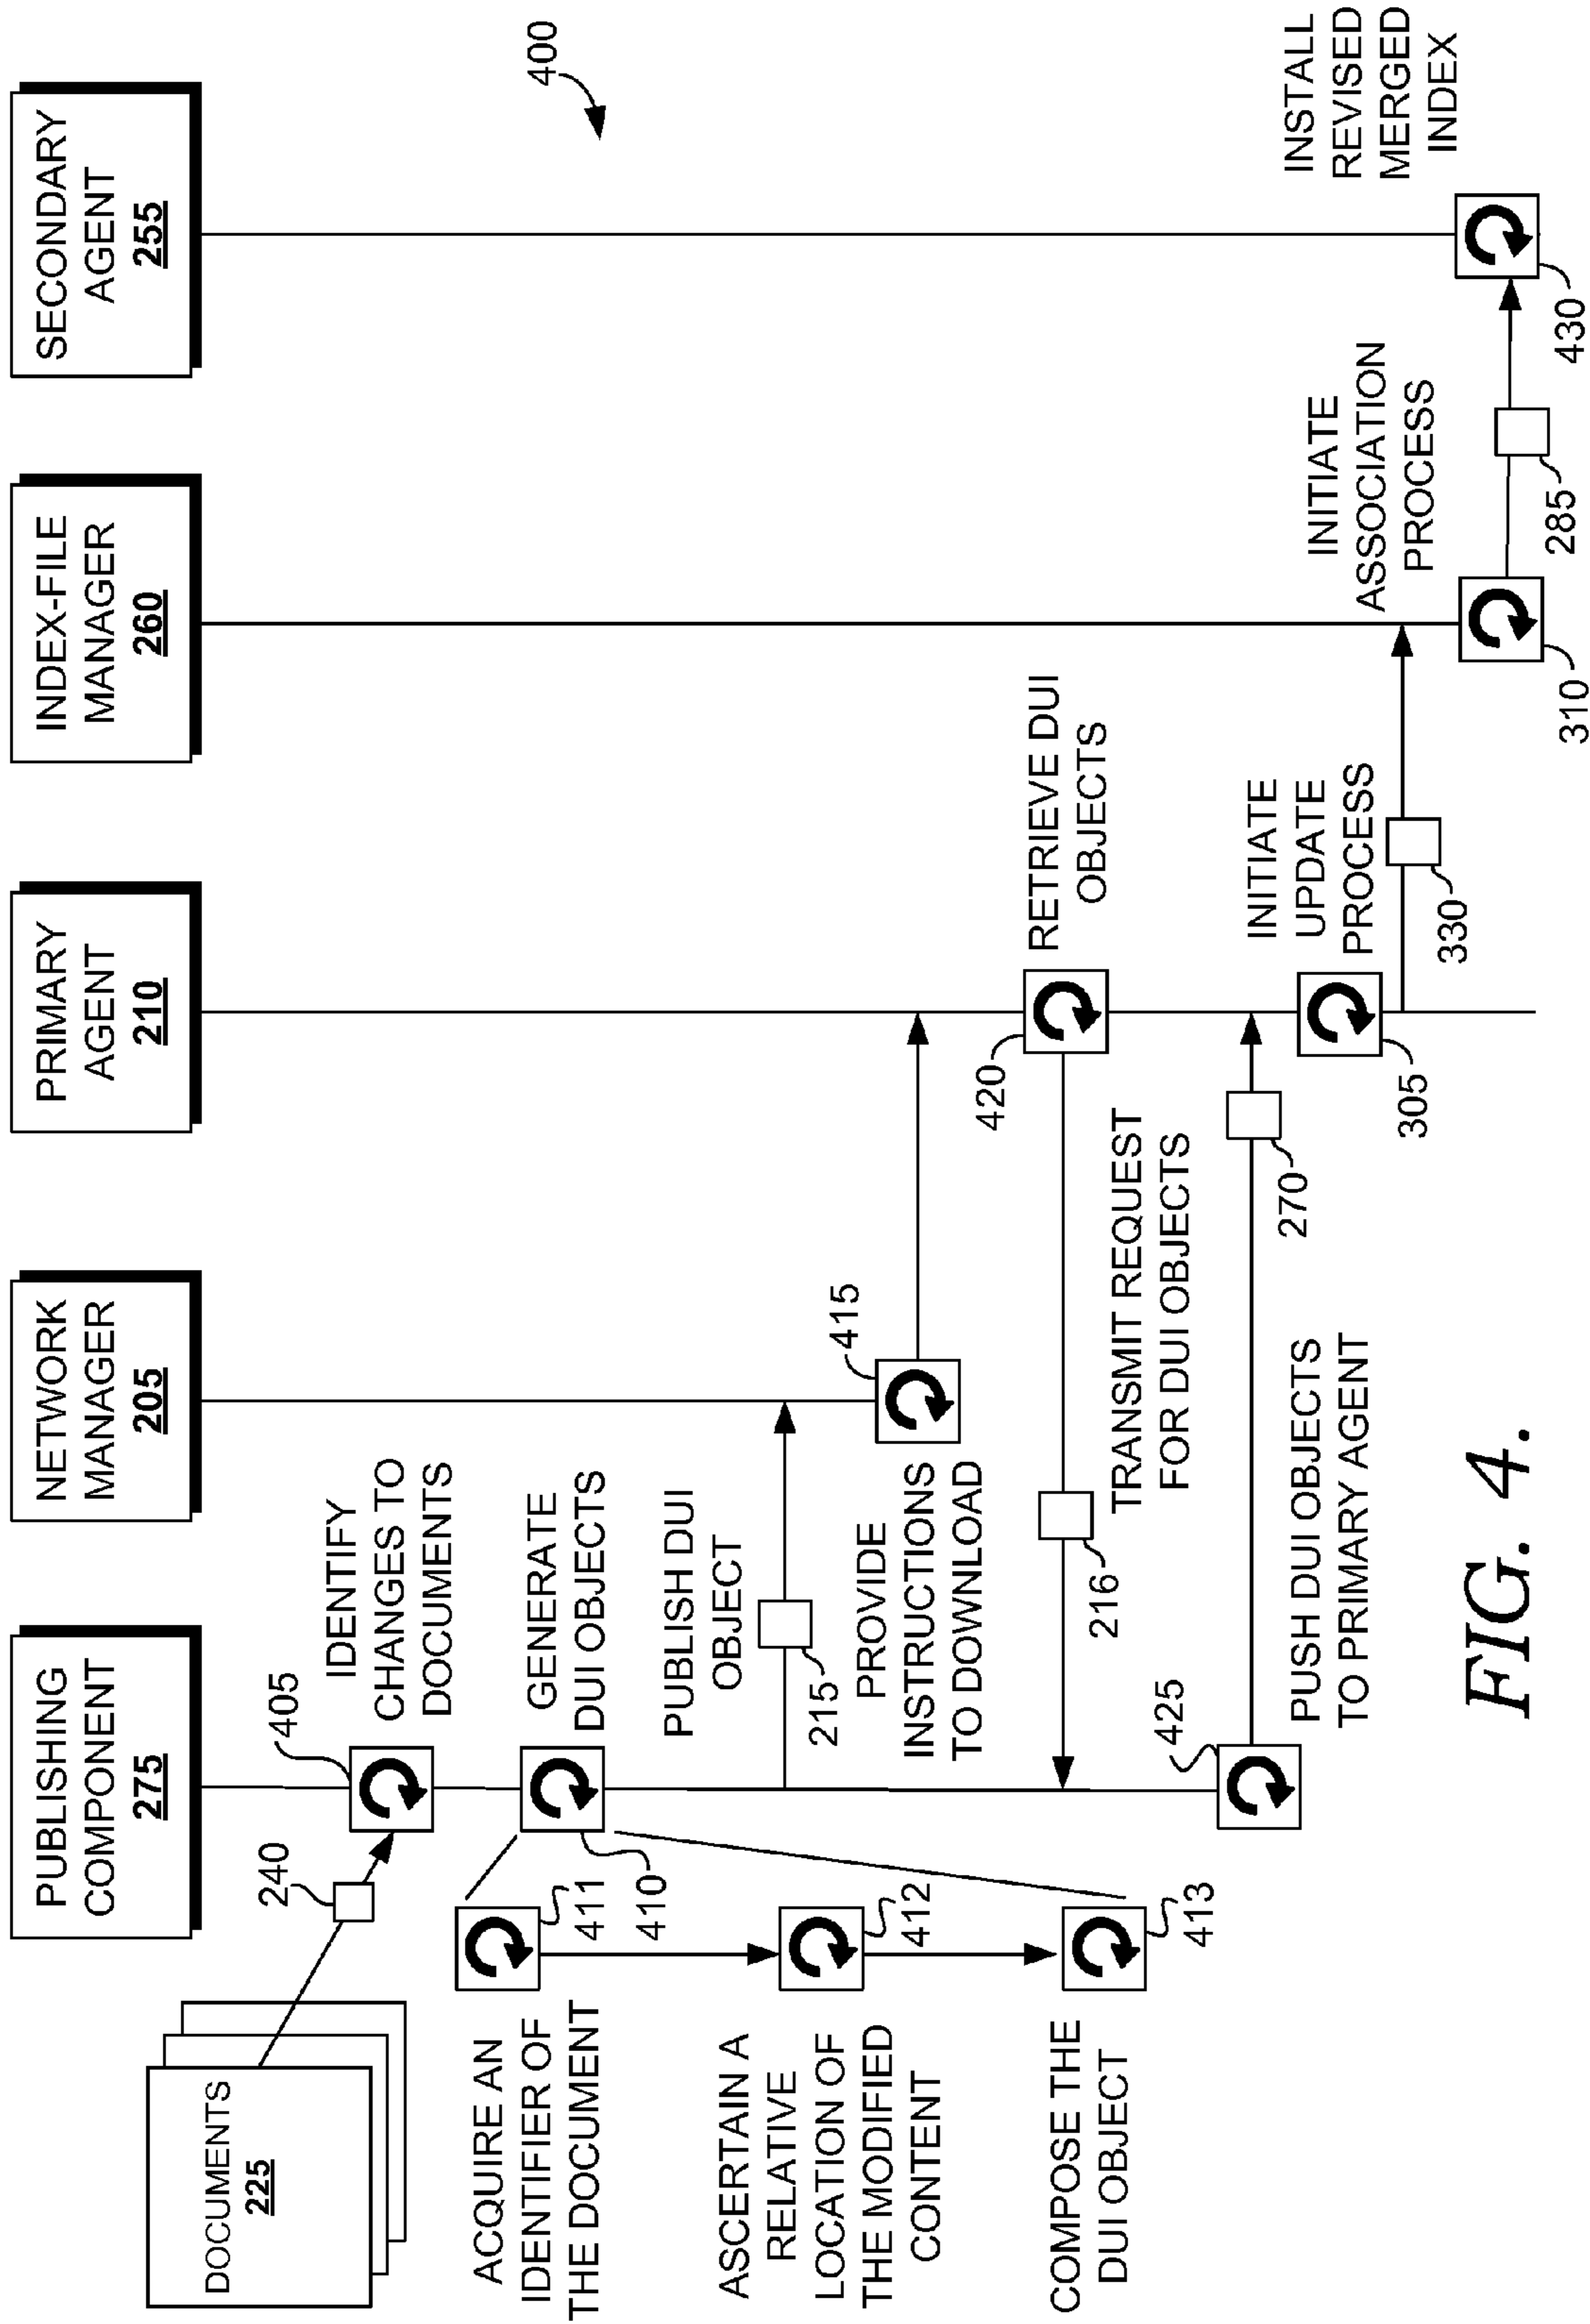 PUBLISHING
COMPONENT
275
NETWORK
MANAGER
205
PRIMARY
AGENT
210
INDEX-FILE
MANAGER
260
SECONDARY
AGENT
255
400
DOCUMENTS
225
240
405
IDENTIFY
CHANGES TO
DOCUMENTS
GENERATE
DUI OBJECTS
410
ACQUIRE AN
IDENTIFIER OF
THE DOCUMENT
411
ASCERTAIN A
RELATIVE
LOCATION OF
THE MODIFIED
CONTENT
412
COMPOSE THE
DUI OBJECT
413
PUBLISH DUI
OBJECT
215
415
PROVIDE
INSTRUCTIONS
TO DOWNLOAD
420
RETRIEVE DUI
OBJECTS
216
TRANSMIT REQUEST
FOR DUI OBJECTS
425
PUSH DUI OBJECTS
TO PRIMARY AGENT
270
INITIATE
UPDATE
PROCESS
305
330
INITIATE
ASSOCIATION
PROCESS
310
285
INSTALL
REVISED
MERGED
INDEX
430
FIG. 4.